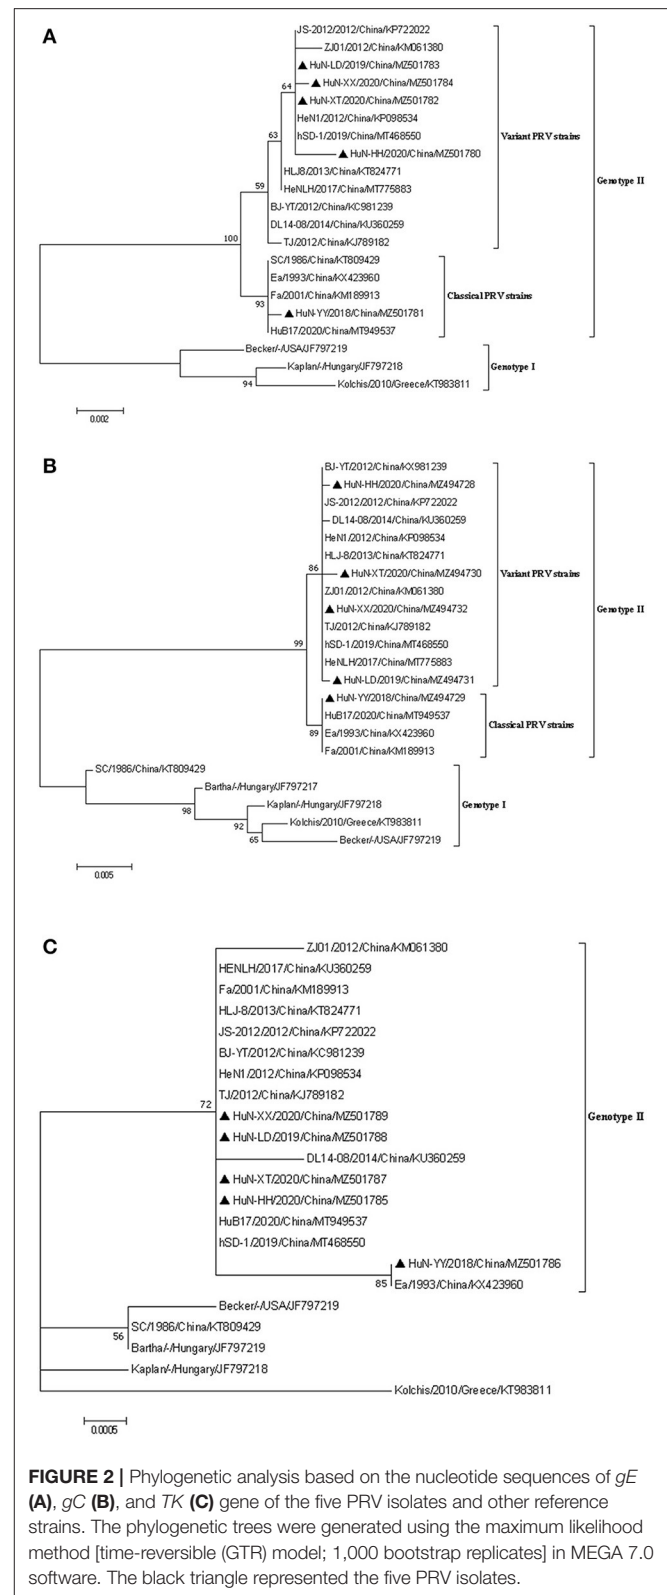 A
JS-2012/2012/China/KP722022
ZJ01/2012/China/KM061380
▲ HuN-LD/2019/China/MZ501783
64
▲ HuN-XX/2020/China/MZ501784
▲ HuN-XT/2020/China/MZ501782
HeN1/2012/China/KP098534
63
hSD-1/2019/China/MT468550
Variant PRV strains
▲ HuN-HH/2020/China/MZ501780
HLJ8/2013/China/KT824771
Genotype II
59
HeNLH/2017/China/MT775883
BJ-YT/2012/China/KC981239
DL14-08/2014/China/KU360259
100
TJ/2012/China/KJ789182
SC/1986/China/KT809429
Ea/1993/China/KX423960
Fa/2001/China/KM189913
Classical PRV strains
93
▲ HuN-YY/2018/China/MZ501781
HuB17/2020/China/MT949537
Becker/-/USA/JF797219
Kaplan/-/Hungary/JF797218
Genotype I
94
Kolchis/2010/Greece/KT983811
0.002
B
BJ-YT/2012/China/KX981239
▲ HuN-HH/2020/China/MZ494728
JS-2012/2012/China/KP722022
DL14-08/2014/China/KU360259
HeN1/2012/China/KP098534
HLJ-8/2013/China/KT824771
86
▲ HuN-XT/2020/China/MZ494730
Variant PRV strains
ZJ01/2012/China/KM061380
▲ HuN-XX/2020/China/MZ494732
Genotype II
TJ/2012/China/KJ789182
99
hSD-1/2019/China/MT468550
HeNLH/2017/China/MT775883
▲ HuN-LD/2019/China/MZ494731
▲ HuN-YY/2018/China/MZ494729
HuB17/2020/China/MT949537
Classical PRV strains
89
Ea/1993/China/KX423960
Fa/2001/China/KM189913
SC/1986/China/KT809429
Bartha/-/Hungary/JF797217
98
Kaplan/-/Hungary/JF797218
Genotype I
92
Kolchis/2010/Greece/KT983811
65
Becker/-/USA/JF797219
0.005
C
ZJ01/2012/China/KM061380
HENLH/2017/China/KU360259
Fa/2001/China/KM189913
HLJ-8/2013/China/KT824771
JS-2012/2012/China/KP722022
BJ-YT/2012/China/KC981239
HeN1/2012/China/KP098534
TJ/2012/China/KJ789182
72
▲ HuN-XX/2020/China/MZ501789
Genotype II
▲ HuN-LD/2019/China/MZ501788
DL14-08/2014/China/KU360259
▲ HuN-XT/2020/China/MZ501787
▲ HuN-HH/2020/China/MZ501785
HuB17/2020/China/MT949537
hSD-1/2019/China/MT468550
▲ HuN-YY/2018/China/MZ501786
85
Ea/1993/China/KX423960
Becker/-/USA/JF797219
SC/1986/China/KT809429
56
Bartha/-/Hungary/JF797219
Kaplan/-/Hungary/JF797218
Kolchis/2010/Greece/KT983811
0.0005
FIGURE 2 | Phylogenetic analysis based on the nucleotide sequences of gE
(A), gC (B), and TK (C) gene of the five PRV isolates and other reference
strains. The phylogenetic trees were generated using the maximum likelihood
method [time-reversible (GTR) model; 1,000 bootstrap replicates] in MEGA 7.0
software. The black triangle represented the five PRV isolates.